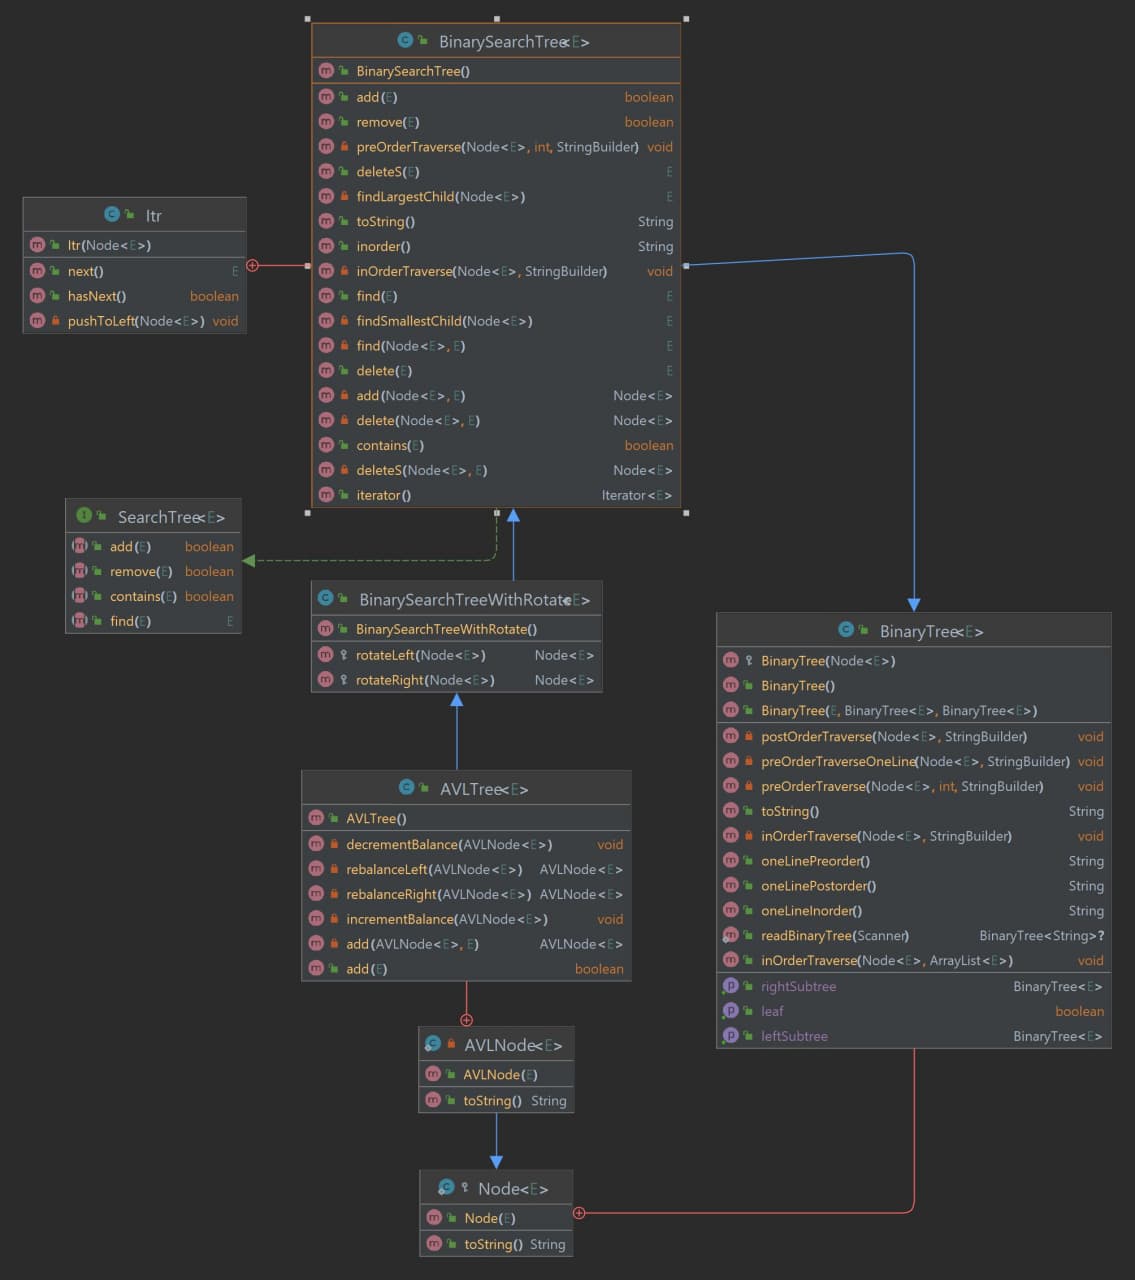 BinarySearchTree<E>
BinarySearchTree()
add(E) boolean
remove(E) boolean
preOrderTraverse(Node<E>, int, StringBuilder) void
deleteS(E) E
findLargestChild(Node<E>) E
toString() String
inorder() String
inOrderTraverse(Node<E>, StringBuilder) void
find(E) E
findSmallestChild(Node<E>) E
find(Node<E>, E) E
delete(E) E
add(Node<E>, E) Node<E>
delete(Node<E>, E) Node<E>
contains(E) boolean
deleteS(Node<E>, E) Node<E>
iterator() Iterator<E>
Itr
Itr(Node<E>)
next() E
hasNext() boolean
pushToLeft(Node<E>) void
SearchTree<E>
add(E) boolean
remove(E) boolean
contains(E) boolean
find(E) E
BinarySearchTreeWithRotate<E>
BinarySearchTreeWithRotate()
rotateLeft(Node<E>) Node<E>
rotateRight(Node<E>) Node<E>
BinaryTree<E>
BinaryTree(Node<E>)
BinaryTree()
BinaryTree(E, BinaryTree<E>, BinaryTree<E>)
postOrderTraverse(Node<E>, StringBuilder) void
preOrderTraverseOneLine(Node<E>, StringBuilder) void
preOrderTraverse(Node<E>, int, StringBuilder) void
toString() String
inOrderTraverse(Node<E>, StringBuilder) void
oneLinePreorder() String
oneLinePostorder() String
oneLineInorder() String
readBinaryTree(Scanner) BinaryTree<String>?
inOrderTraverse(Node<E>, ArrayList<E>) void
rightSubtree BinaryTree<E>
leaf boolean
leftSubtree BinaryTree<E>
AVLTree<E>
AVLTree()
decrementBalance(AVLNode<E>) void
rebalanceLeft(AVLNode<E>) AVLNode<E>
rebalanceRight(AVLNode<E>) AVLNode<E>
incrementBalance(AVLNode<E>) void
add(AVLNode<E>, E) AVLNode<E>
add(E) boolean
AVLNode<E>
AVLNode(E)
toString() String
Node<E>
Node(E)
toString() String